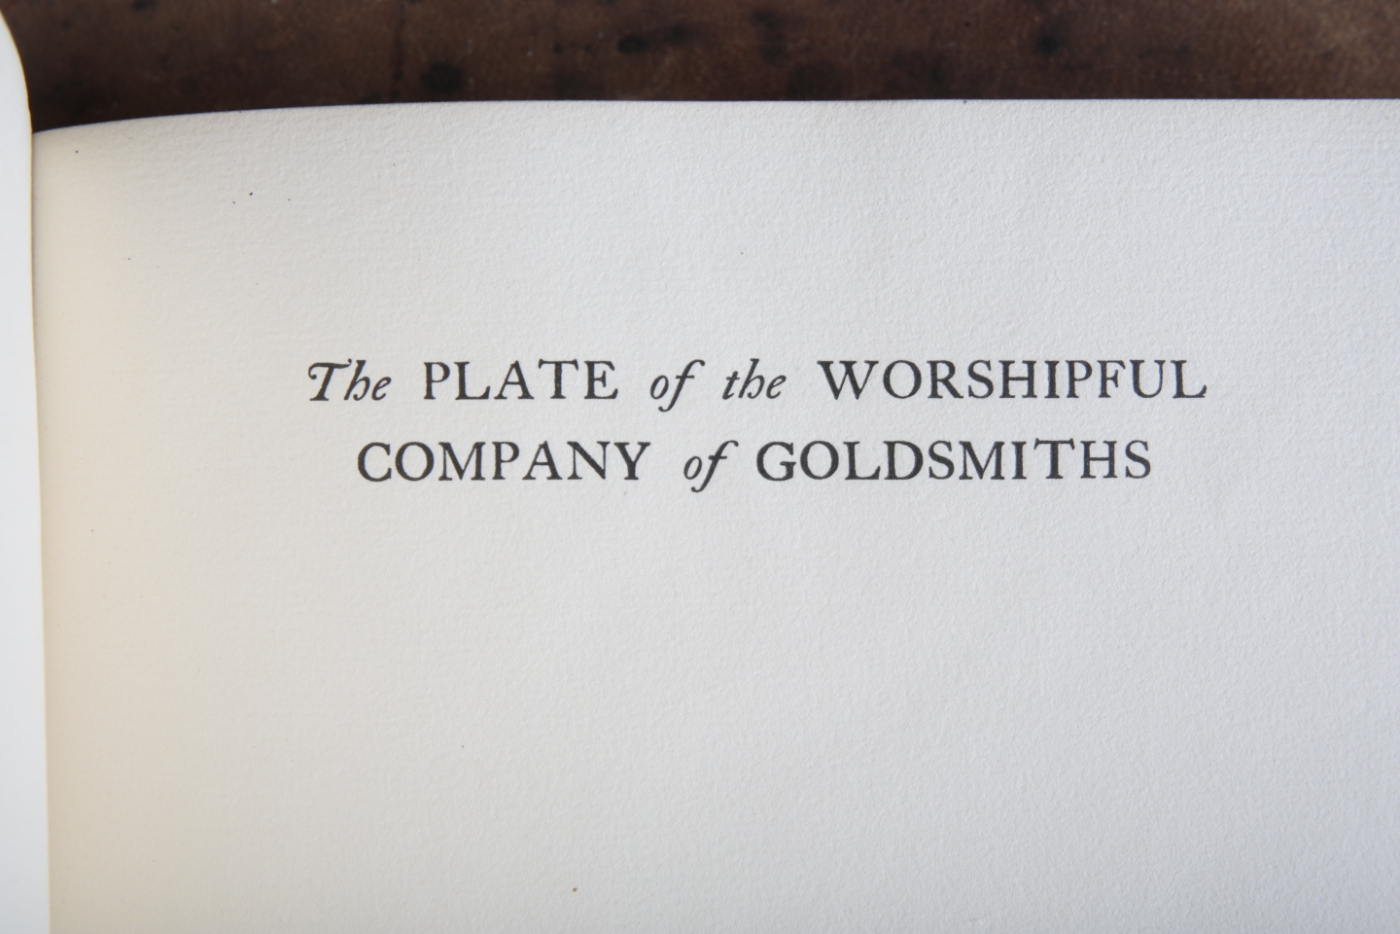 The PLATE of the WORSHIPFUL
COMPANY of GOLDSMITHS